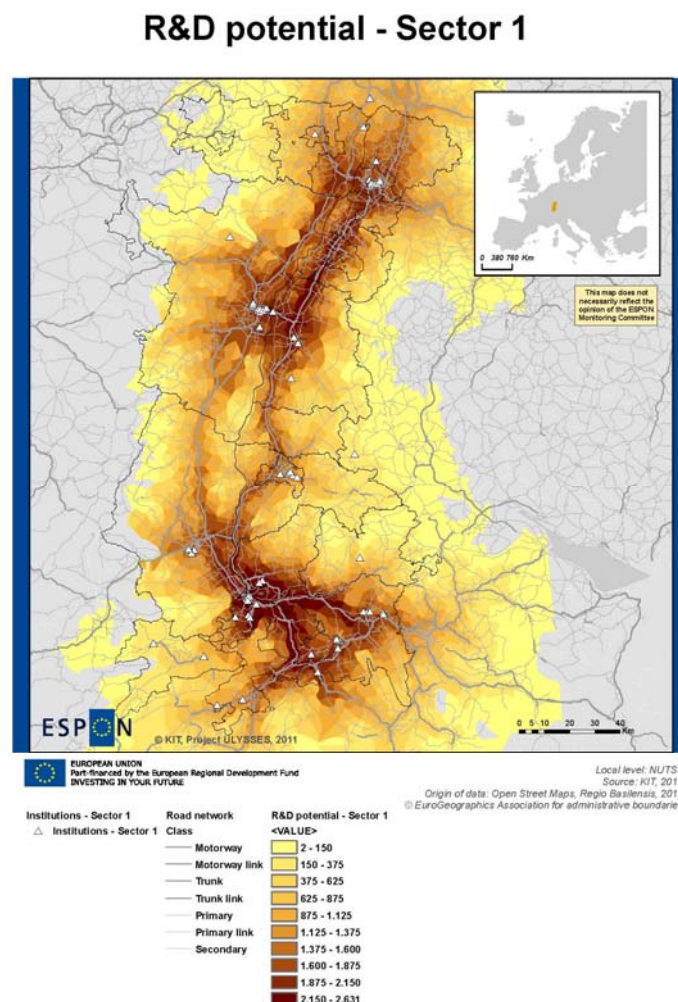 R&D potential - Sector 1
0 380 760 Km
This map does not
necessarily reflect the
opinion of the ESPON
Monitoring Committee
ESPON
© KIT, Project ULYSSES, 2011
0 5 10 20 30 40
Km
EUROPEAN UNION
Part-financed by the European Regional Development Fund
INVESTING IN YOUR FUTURE
Local level: NUTS
Source: KIT, 201
Origin of data: Open Street Maps, Regio Basilensis, 201
© EuroGeographics Association for administrative boundarie
Institutions - Sector 1
Institutions - Sector 1
Road network
Class
Motorway
Motorway link
Trunk
Trunk link
Primary
Primary link
Secondary
R&D potential - Sector 1
<VALUE>
2 - 150
150 - 375
375 - 625
625 - 875
875 - 1.125
1.125 - 1.375
1.375 - 1.600
1.600 - 1.875
1.875 - 2.150
2.150 - 2.631